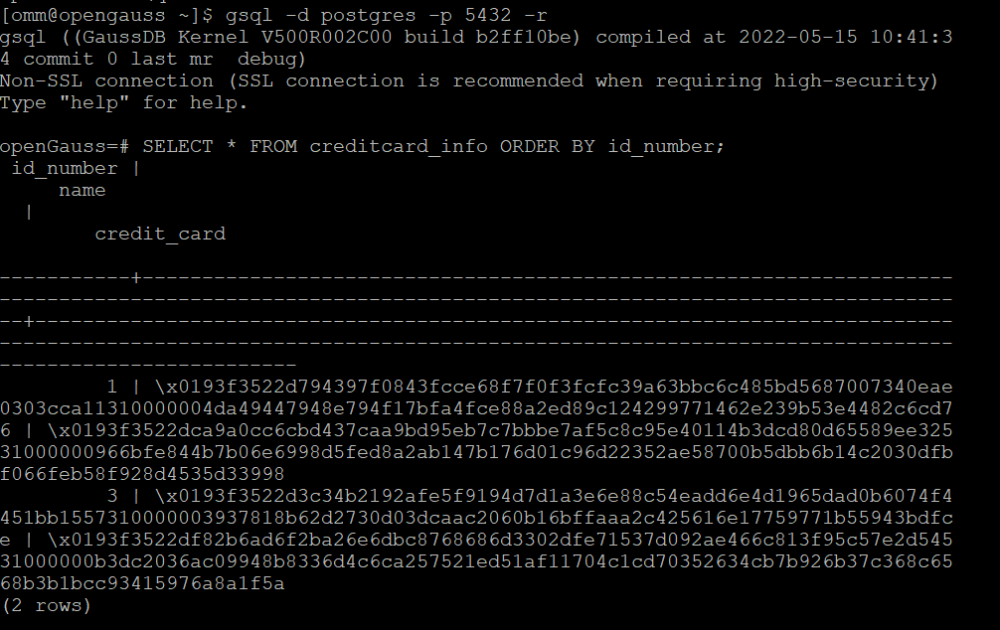 [omm@opengauss ~]$ gsql -d postgres -p 5432 -r
gsql ((GaussDB Kernel V500R002C00 build b2ff10be) compiled at 2022-05-15 10:41:3
4 commit 0 last mr  debug)
Non-SSL connection (SSL connection is recommended when requiring high-security)
Type "help" for help.

openGauss=# SELECT * FROM creditcard_info ORDER BY id_number;
 id_number |
     name
  |
        credit_card

-----------+--------------------------------------------------------------------
--------------------------------------------------------------------------------
--+-----------------------------------------------------------------------------
--------------------------------------------------------------------------------
-------------------------
         1 | \x0193f3522d794397f0843fcce68f7f0f3fcfc39a63bbc6c485bd5687007340eae
0303cca11310000004da49447948e794f17bfa4fce88a2ed89c124299771462e239b53e4482c6cd7
6 | \x0193f3522dca9a0cc6cbd437caa9bd95eb7c7bbbe7af5c8c95e40114b3dcd80d65589ee325
31000000966bfe844b7b06e6998d5fed8a2ab147b176d01c96d22352ae58700b5dbb6b14c2030dfb
f066feb58f928d4535d33998
         3 | \x0193f3522d3c34b2192afe5f9194d7d1a3e6e88c54eadd6e4d1965dad0b6074f4
451bb1557310000003937818b62d2730d03dcaac2060b16bffaaa2c425616e17759771b55943bdfc
e | \x0193f3522df82b6ad6f2ba26e6dbc8768686d3302dfe71537d092ae466c813f95c57e2d545
31000000b3dc2036ac09948b8336d4c6ca257521ed51af11704c1cd70352634cb7b926b37c368c65
68b3b1bcc93415976a8a1f5a
(2 rows)